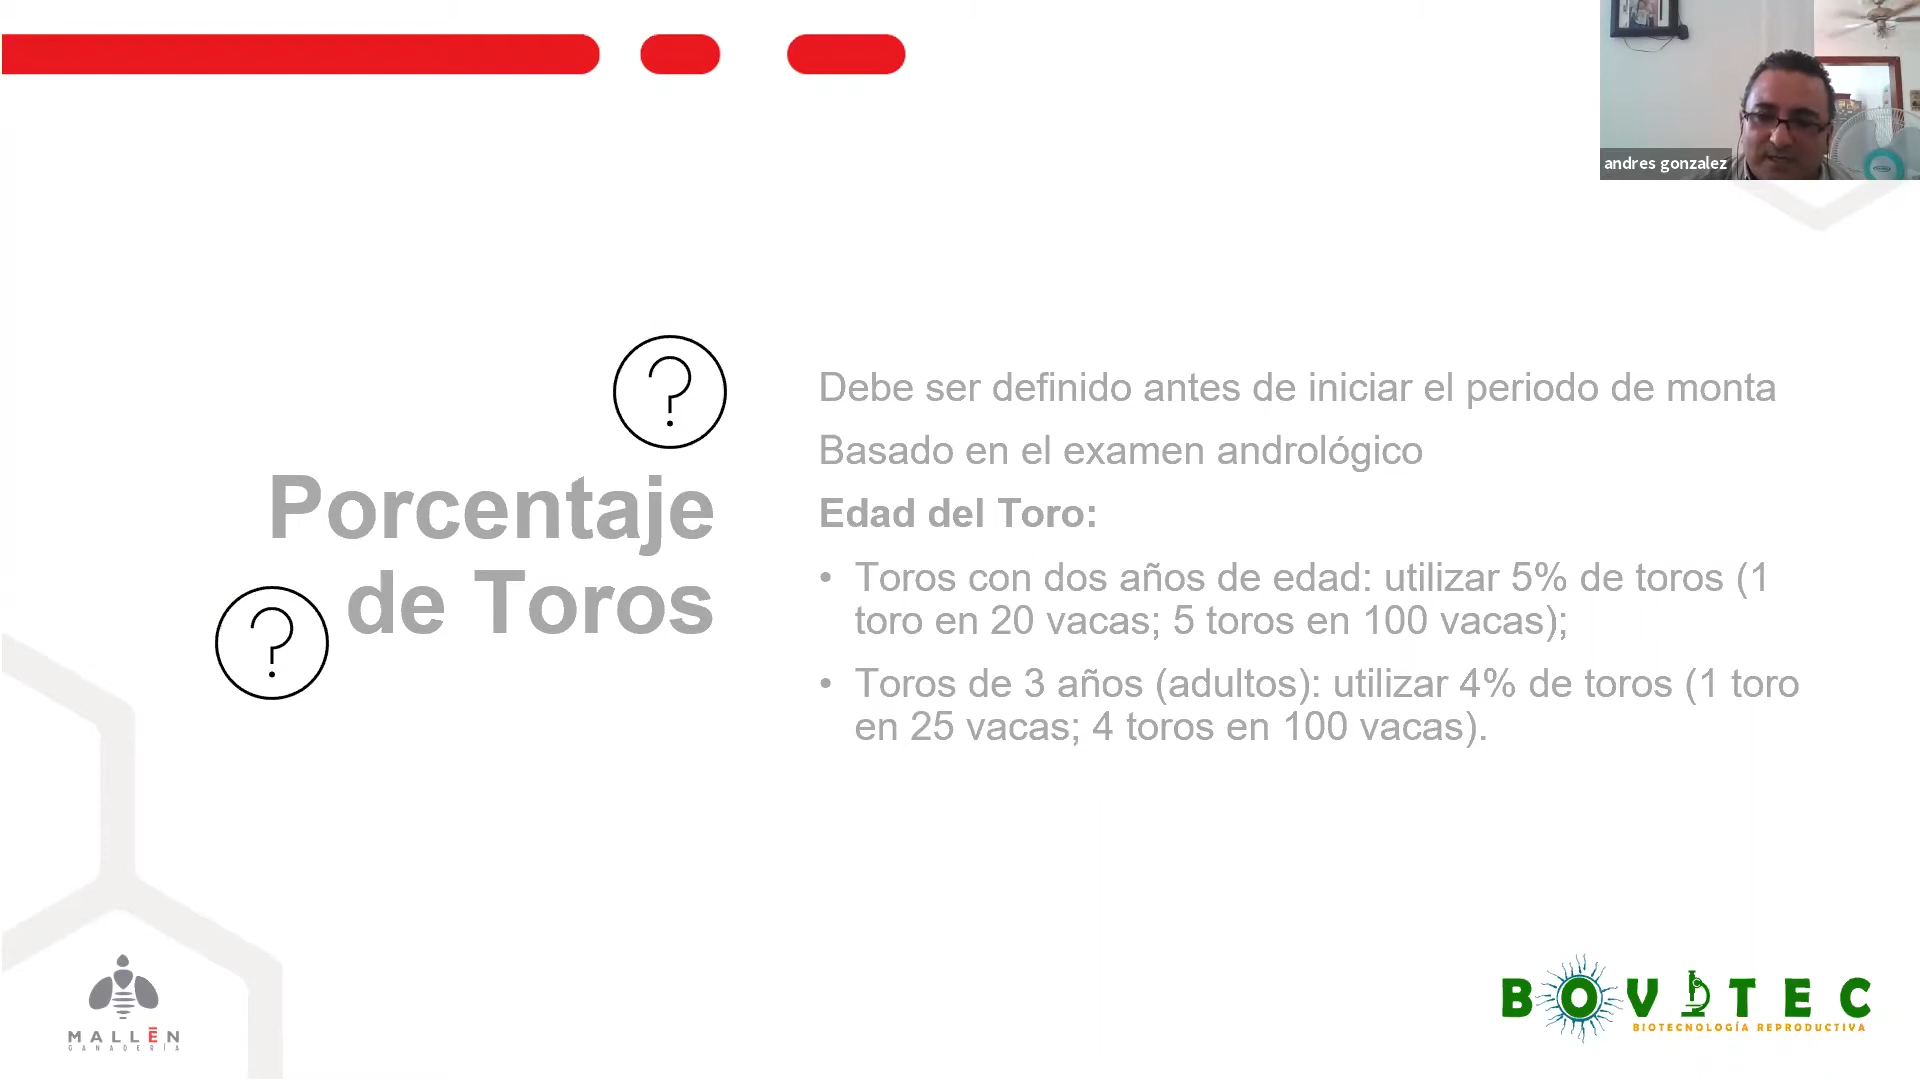 andres gonzalez
?
Porcentaje
de Toros
?
Debe ser definido antes de iniciar el periodo de monta
Basado en el examen andrológico
Edad del Toro:
• Toros con dos años de edad: utilizar 5% de toros (1
toro en 20 vacas; 5 toros en 100 vacas);
• Toros de 3 años (adultos): utilizar 4% de toros (1 toro
en 25 vacas; 4 toros en 100 vacas).
MALLĒN
GANADERÍA
BOVITEC
BIOTECNOLOGÍA REPRODUCTIVA